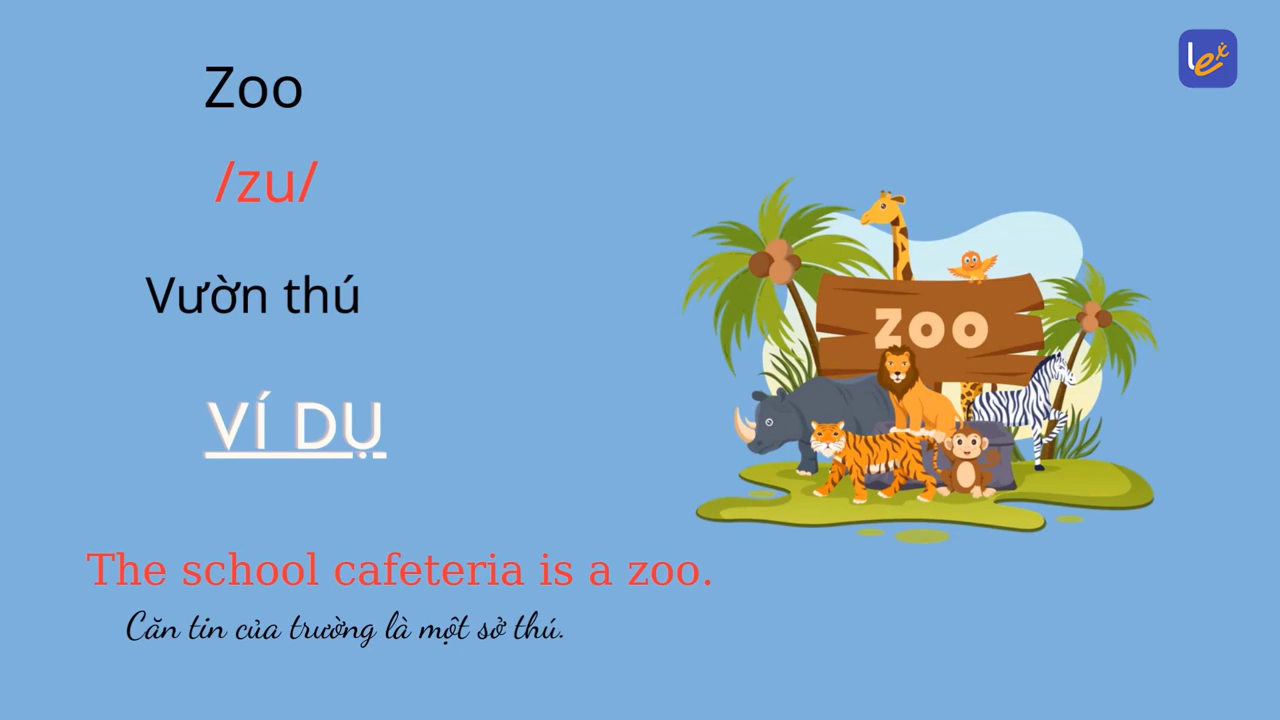 Zoo
/zu/
Vườn thú
VÍ DỤ
The school cafeteria is a zoo.
Căn tin của trường là một sở thú.
ZOO
Lex